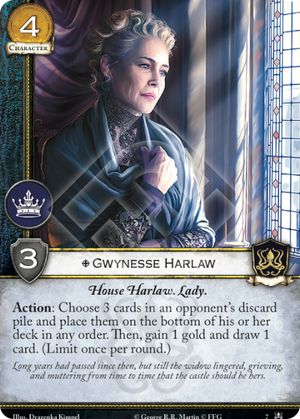 4
Character
3
Gwynesse Harlaw
House Harlaw. Lady.
Action: Choose 3 cards in an opponent's discard
pile and place them on the bottom of his or her
deck in any order. Then, gain 1 gold and draw 1
card. (Limit once per round.)
Long years had passed since then, but still the widow lingered, grieving,
and muttering from time to time that the castle should be hers.
Illus. Drazenka Kimpel © George R.R. Martin © FFG 7